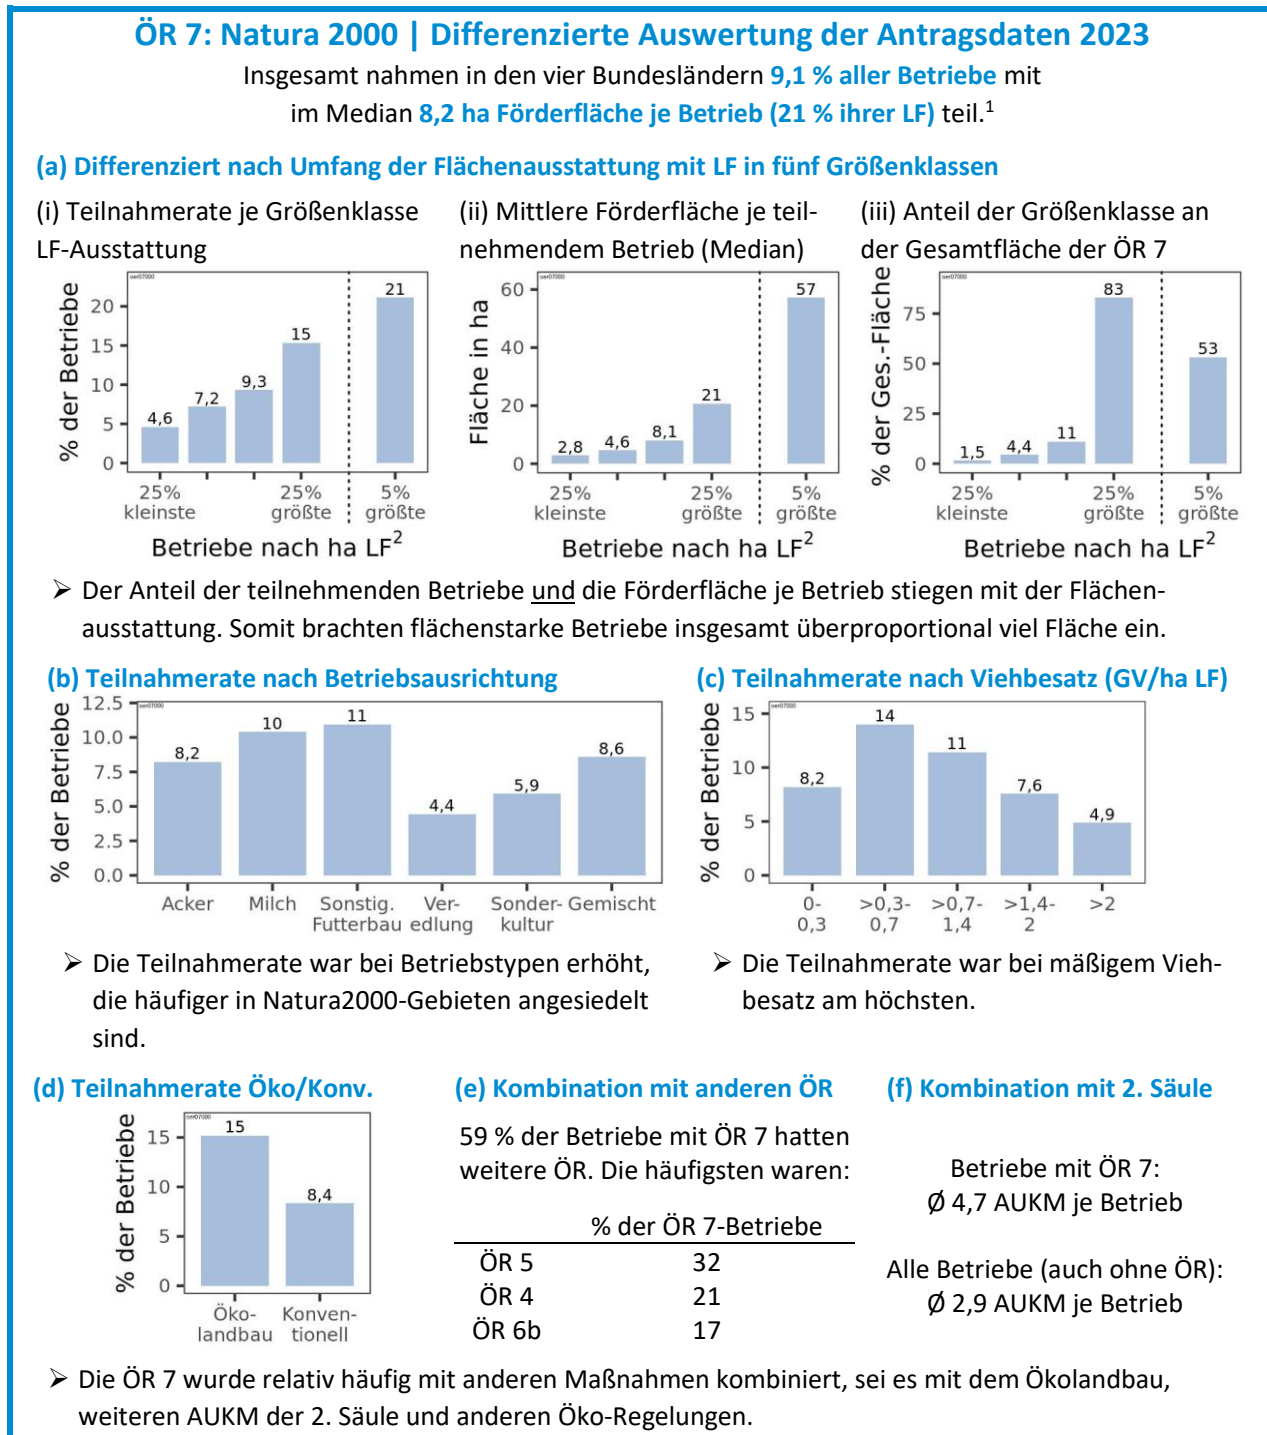 ÖR 7: Natura 2000 | Differenzierte Auswertung der Antragsdaten 2023
Insgesamt nahmen in den vier Bundesländern 9,1 % aller Betriebe mit
im Median 8,2 ha Förderfläche je Betrieb (21 % ihrer LF) teil.1
(a) Differenziert nach Umfang der Flächenausstattung mit LF in fünf Größenklassen
(i) Teilnahmerate je Größenklasse
LF-Ausstattung
oer07000
% der Betriebe
20
15
10
5
0
4,6
7,2
9,3
15
21
25%
kleinste
25%
größte
5%
größte
Betriebe nach ha LF2
(ii) Mittlere Förderfläche je teil-
nehmendem Betrieb (Median)
oer07000
Fläche in ha
60
40
20
0
2,8
4,6
8,1
21
57
25%
kleinste
25%
größte
5%
größte
Betriebe nach ha LF2
(iii) Anteil der Größenklasse an
der Gesamtfläche der ÖR 7
oer07000
% der Ges.-Fläche
75
50
25
0
1,5
4,4
11
83
53
25%
kleinste
25%
größte
5%
größte
Betriebe nach ha LF2
➢ Der Anteil der teilnehmenden Betriebe und die Förderfläche je Betrieb stiegen mit der Flächen-
ausstattung. Somit brachten flächenstarke Betriebe insgesamt überproportional viel Fläche ein.
(b) Teilnahmerate nach Betriebsausrichtung
oer07000
% der Betriebe
12.5
10.0
7.5
5.0
2.5
0.0
8,2
10
11
4,4
5,9
8,6
Acker
Milch
Sonstig.
Futterbau
Ver-
edlung
Sonder-
kultur
Gemischt
➢ Die Teilnahmerate war bei Betriebstypen erhöht,
die häufiger in Natura2000-Gebieten angesiedelt
sind.
(c) Teilnahmerate nach Viehbesatz (GV/ha LF)
oer07000
% der Betriebe
15
10
5
0
8,2
14
11
7,6
4,9
0-
0,3
>0,3-
0,7
>0,7-
1,4
>1,4-
2
>2
➢ Die Teilnahmerate war bei mäßigem Vieh-
besatz am höchsten.
(d) Teilnahmerate Öko/Konv.
oer07000
% der Betriebe
15
10
5
0
15
8,4
Öko-
landbau
Konven-
tionell
(e) Kombination mit anderen ÖR
59 % der Betriebe mit ÖR 7 hatten
weitere ÖR. Die häufigsten waren:
% der ÖR 7-Betriebe
ÖR 5 32
ÖR 4 21
ÖR 6b 17
(f) Kombination mit 2. Säule
Betriebe mit ÖR 7:
Ø 4,7 AUKM je Betrieb
Alle Betriebe (auch ohne ÖR):
Ø 2,9 AUKM je Betrieb
➢ Die ÖR 7 wurde relativ häufig mit anderen Maßnahmen kombiniert, sei es mit dem Ökolandbau,
weiteren AUKM der 2. Säule und anderen Öko-Regelungen.